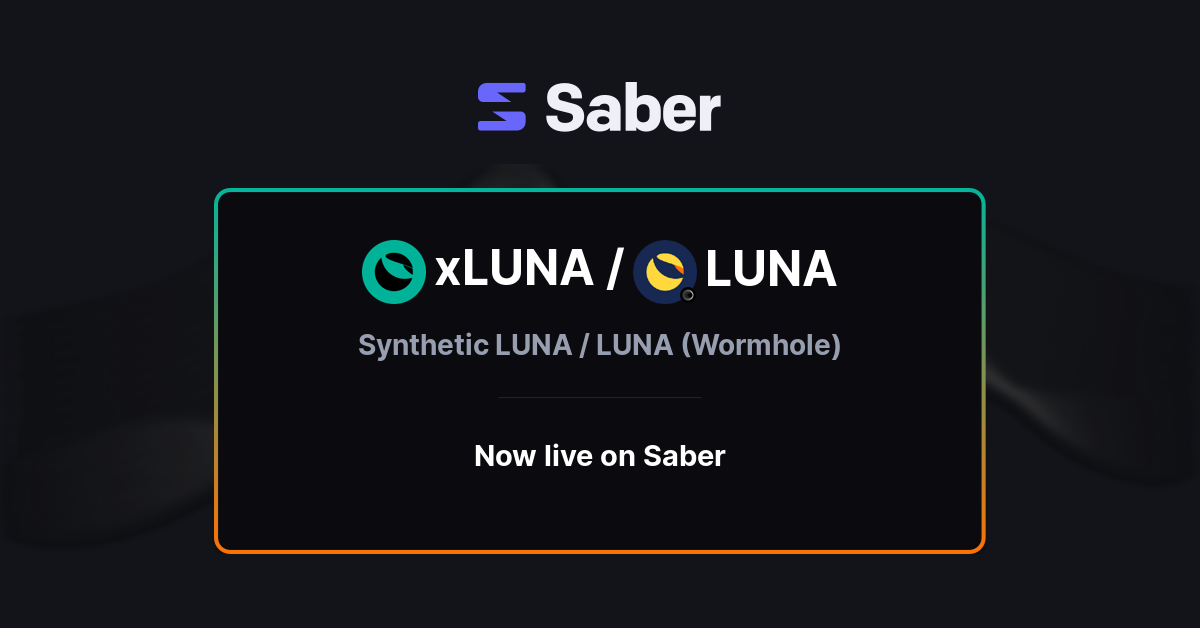 Saber
xLUNA / LUNA
Synthetic LUNA / LUNA (Wormhole)
Now live on Saber